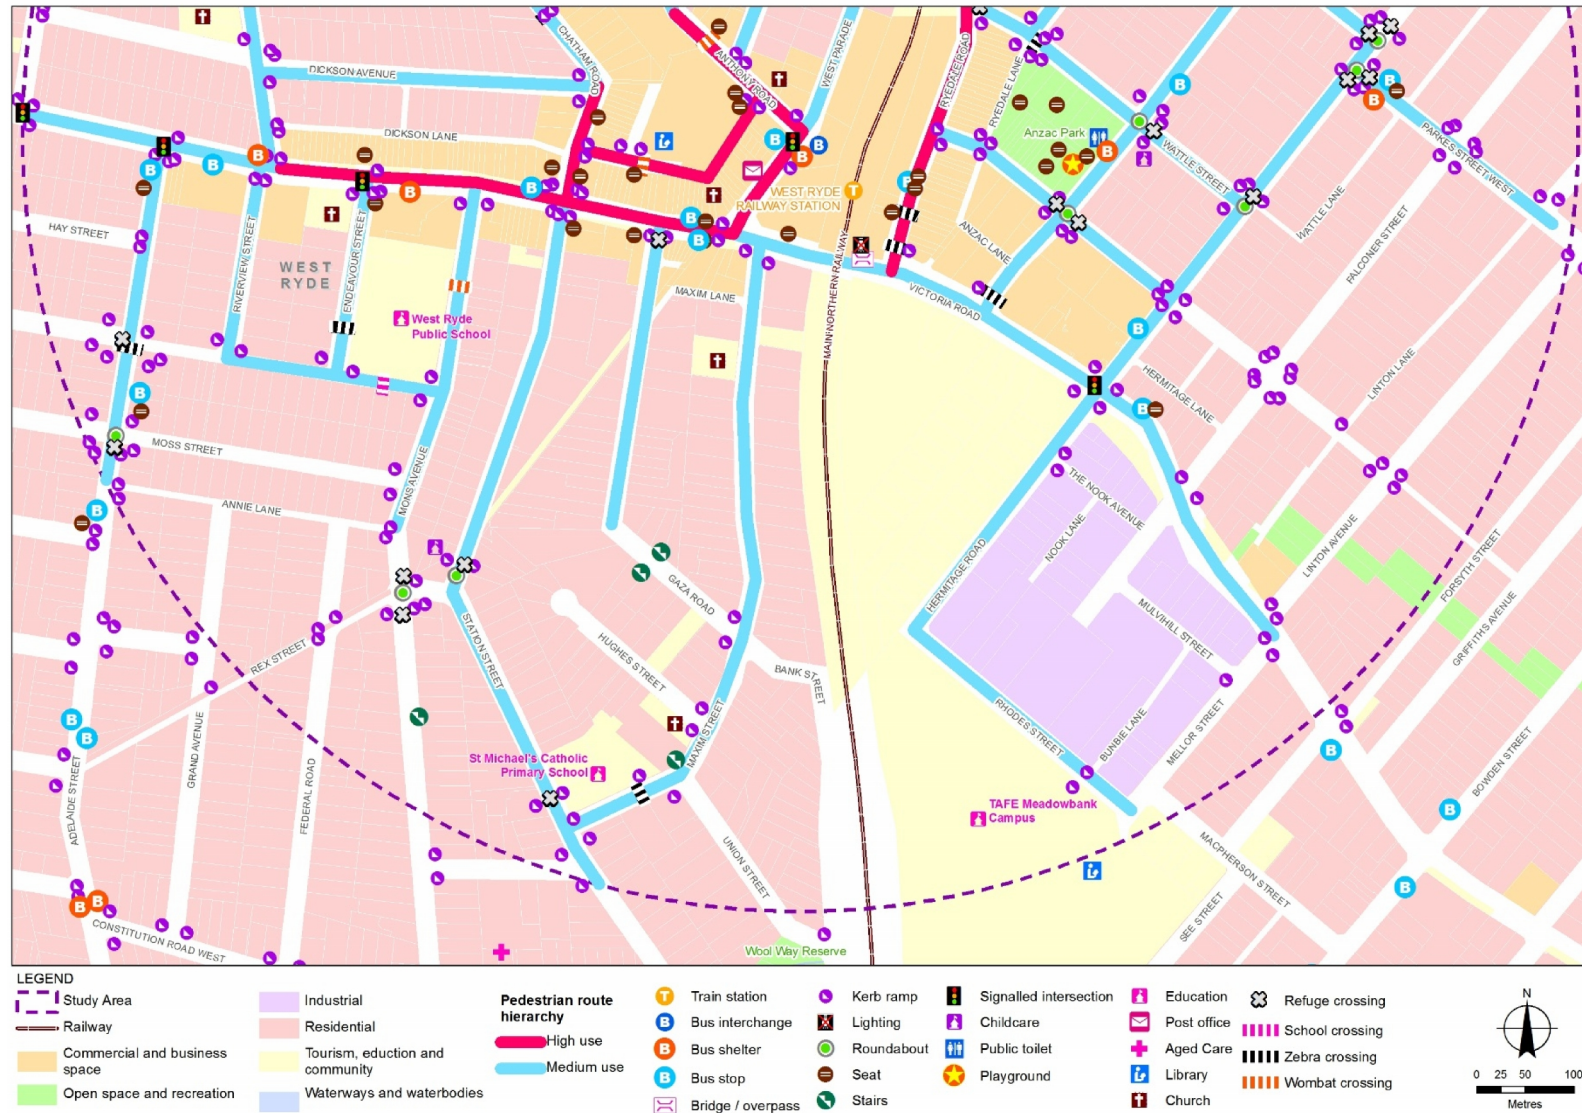 CHATHAM ROAD
ANTHONY ROAD
WEST PARADE
RYEDALE ROAD
RYEDALE LANE
DICKSON AVENUE
DICKSON LANE
Anzac Park
WATTLE STREET
PARKES STREET WEST
WEST RYDE
RAILWAY STATION
WATTLE LANE
HAY STREET
RIVERVIEW STREET
ENDEAVOUR STREET
WEST
RYDE
ANZAC LANE
FALCONER STREET
MAXIM LANE
VICTORIA ROAD
MAIN NORTHERN RAILWAY
West Ryde
Public School
HERMITAGE LANE
LINTON LANE
MOSS STREET
MONS AVENUE
ANNIE LANE
THE NOOK AVENUE
NOOK LANE
HERMITAGE ROAD
LINTON AVENUE
FORSYTH STREET
GRIFFITHS AVENUE
GAZA ROAD
MULVIHILL STREET
HUGHES STREET
STATION STREET
REX STREET
BANK STREET
GRAND AVENUE
FEDERAL ROAD
ADELAIDE STREET
MAXIM STREET
RHODES STREET
BUNBIE LANE
MELLOR STREET
BOWDEN STREET
St Michael's Catholic
Primary School
TAFE Meadowbank
Campus
UNION STREET
MACPHERSON STREET
SEE STREET
CONSTITUTION ROAD WEST
Wool Way Reserve
LEGEND
Study Area
Railway
Commercial and business
space
Open space and recreation
Industrial
Residential
Tourism, eduction and
community
Waterways and waterbodies
Pedestrian route
hierarchy
High use
Medium use
T Train station
B Bus interchange
B Bus shelter
B Bus stop
Bridge / overpass
Kerb ramp
Lighting
Roundabout
Seat
Stairs
Signalled intersection
Childcare
Public toilet
Playground
Education
Post office
Aged Care
Library
Church
Refuge crossing
School crossing
Zebra crossing
Wombat crossing
N
0 25 50 100
Metres